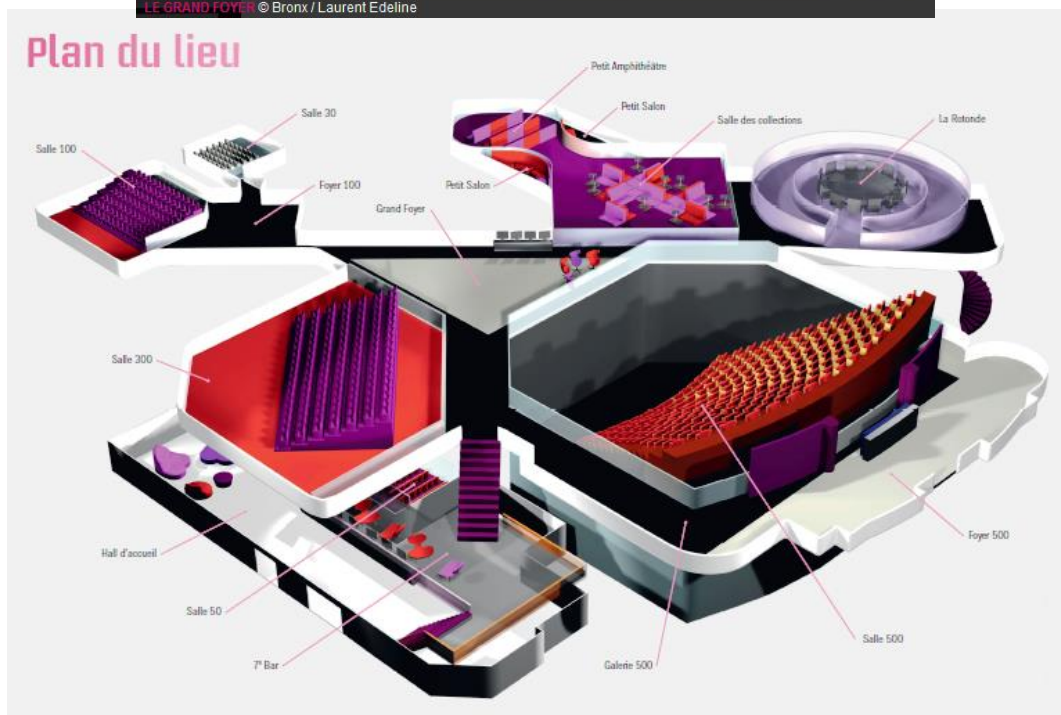 LE GRAND FOYER © Bronx / Laurent Edeline
Plan du lieu
Petit Amphithéâtre
Petit Salon
Salle des collections
La Rotonde
Salle 30
Salle 100
Foyer 100
Petit Salon
Grand Foyer
Salle 300
Hall d'accueil
Foyer 500
Salle 50
Salle 500
7e Bar
Galerie 500